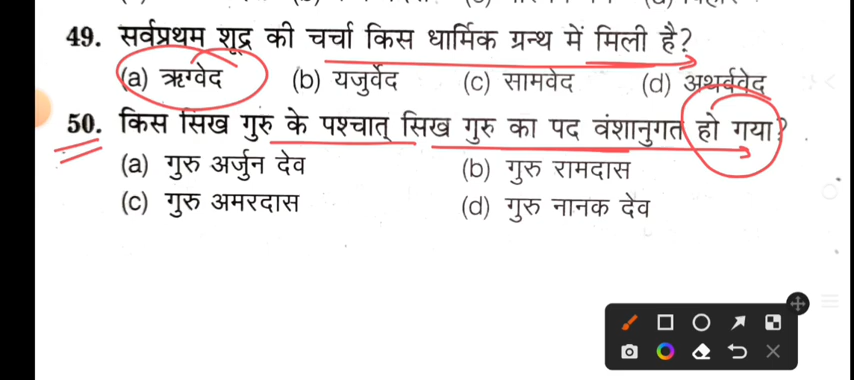 49. सर्वप्रथम शूद्र की चर्चा किस धार्मिक ग्रन्थ में मिली है?
(a) ऋग्वेद (b) यजुर्वेद (c) सामवेद (d) अथर्ववेद
50. किस सिख गुरु के पश्चात् सिख गुरु का पद वंशानुगत हो गया?
(a) गुरु अर्जुन देव (b) गुरु रामदास
(c) गुरु अमरदास (d) गुरु नानक देव